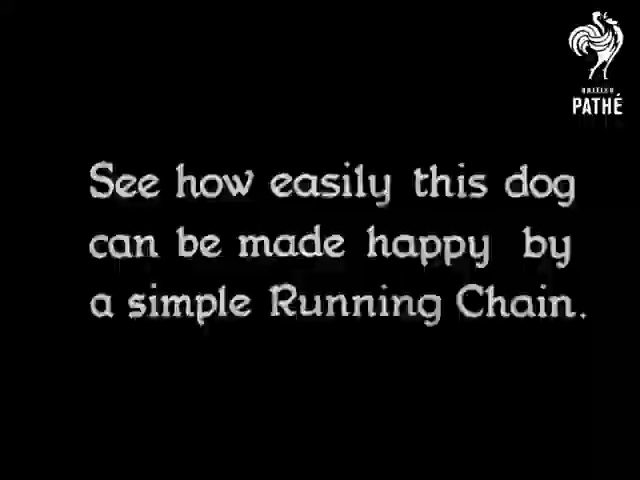 BRITISH
PATHÉ
See how easily this dog
can be made happy by
a simple Running Chain.